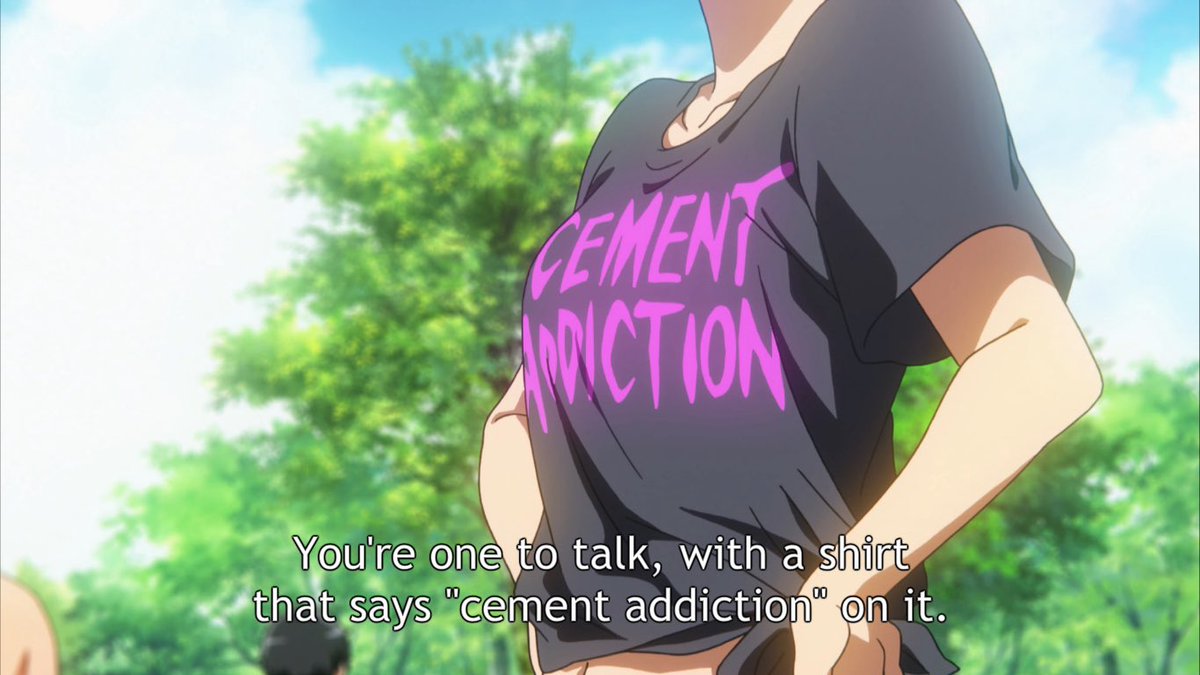 CEMENT
ADDICTION
You're one to talk, with a shirt
that says "cement addiction" on it.